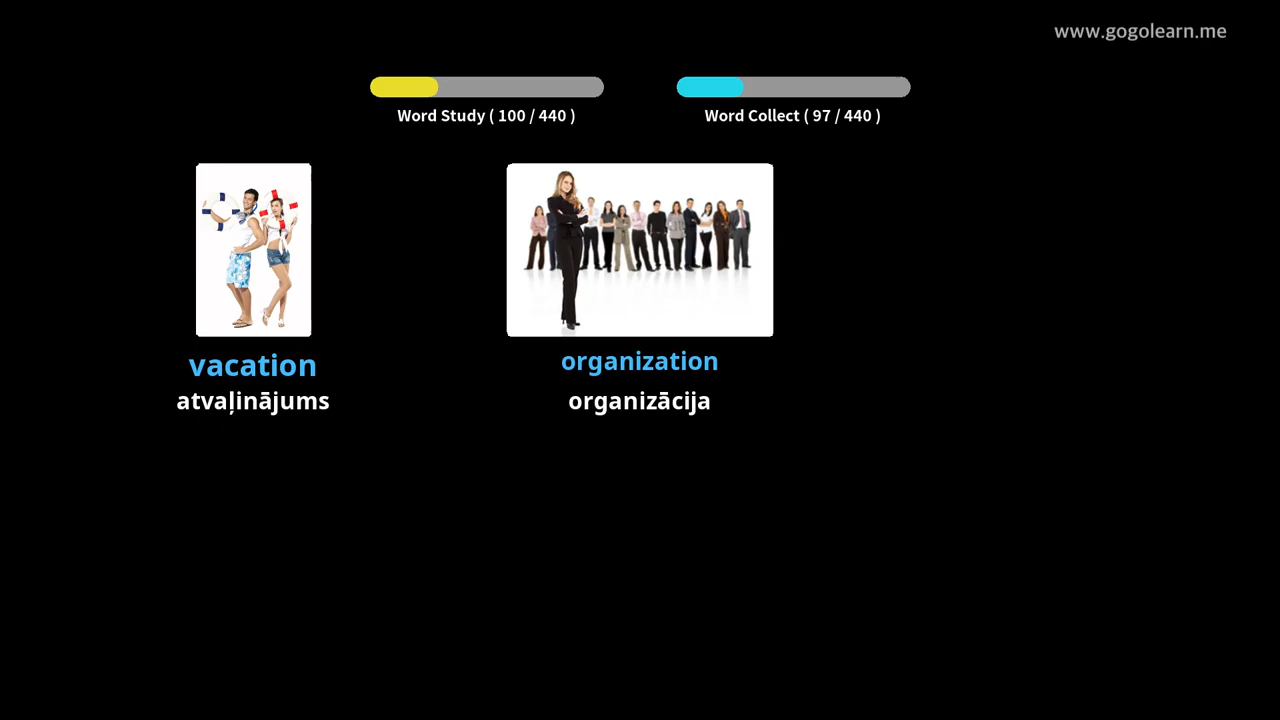 www.gogolearn.me
Word Study ( 100 / 440 )
Word Collect ( 97 / 440 )
vacation
atvaļinājums
organization
organizācija